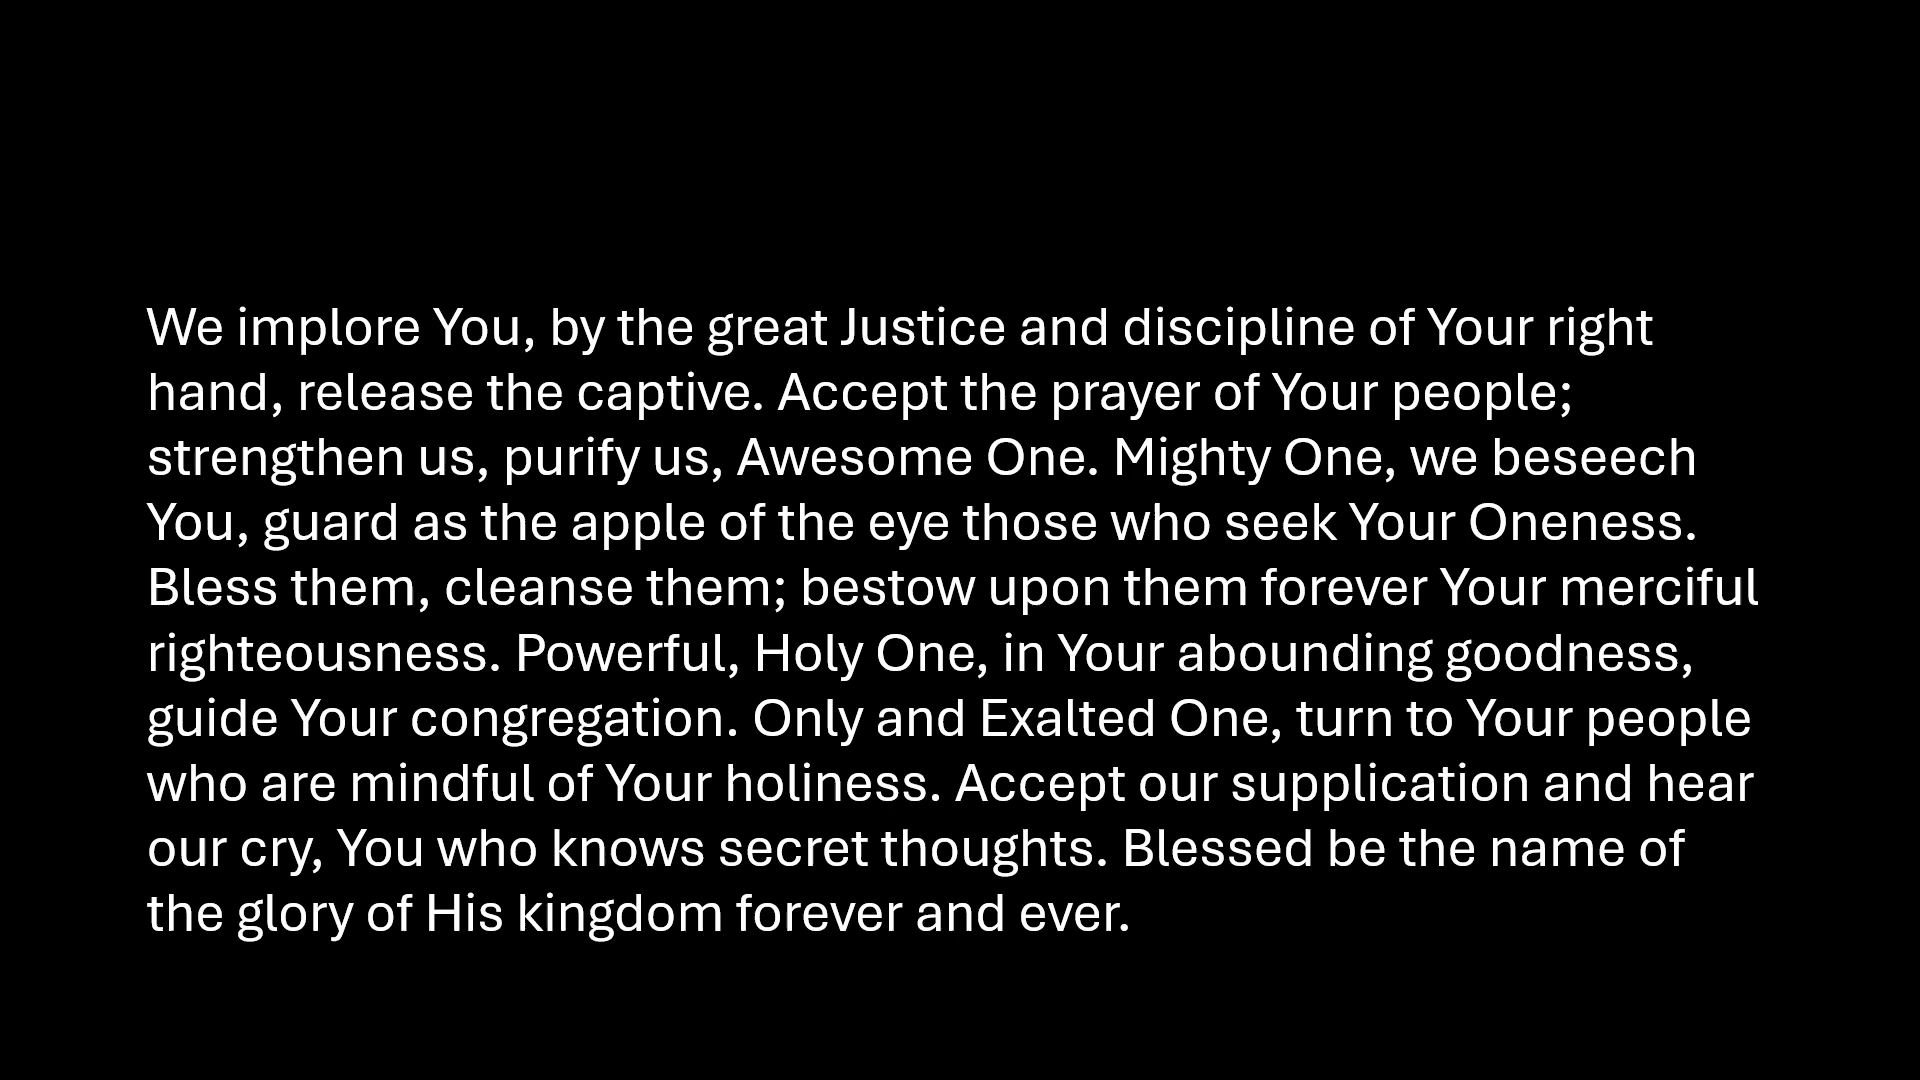 We implore You, by the great Justice and discipline of Your right
hand, release the captive. Accept the prayer of Your people;
strengthen us, purify us, Awesome One. Mighty One, we beseech
You, guard as the apple of the eye those who seek Your Oneness.
Bless them, cleanse them; bestow upon them forever Your merciful
righteousness. Powerful, Holy One, in Your abounding goodness,
guide Your congregation. Only and Exalted One, turn to Your people
who are mindful of Your holiness. Accept our supplication and hear
our cry, You who knows secret thoughts. Blessed be the name of
the glory of His kingdom forever and ever.